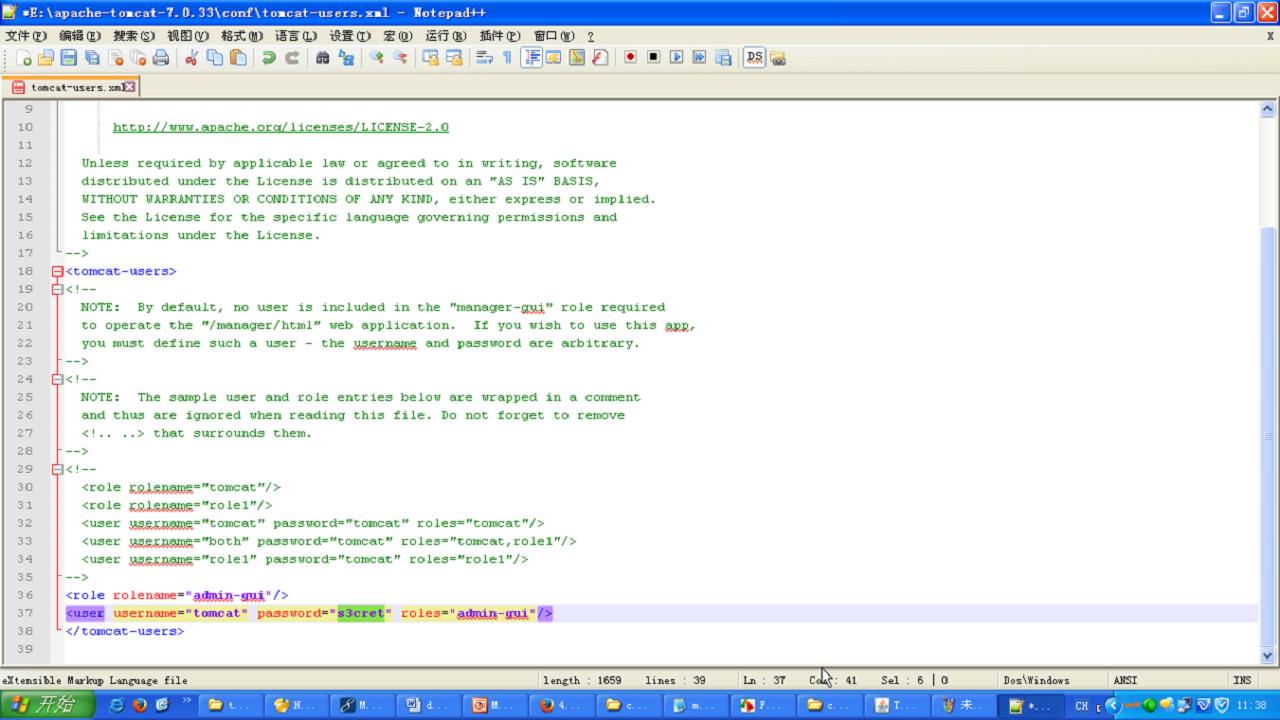 *E:\apache-tomcat-7.0.33\conf\tomcat-users.xml - Notepad++
文件(F) 编辑(E) 搜索(S) 视图(V) 格式(M) 语言(L) 设置(T) 宏(O) 运行(R) 插件(P) 窗口(W) ? X
tomcat-users.xml
9
10 http://www.apache.org/licenses/LICENSE-2.0
11
12 Unless required by applicable law or agreed to in writing, software
13 distributed under the License is distributed on an "AS IS" BASIS,
14 WITHOUT WARRANTIES OR CONDITIONS OF ANY KIND, either express or implied.
15 See the License for the specific language governing permissions and
16 limitations under the License.
17 -->
18 <tomcat-users>
19 <!--
20 NOTE:  By default, no user is included in the "manager-gui" role required
21 to operate the "/manager/html" web application.  If you wish to use this app,
22 you must define such a user - the username and password are arbitrary.
23 -->
24 <!--
25 NOTE:  The sample user and role entries below are wrapped in a comment
26 and thus are ignored when reading this file. Do not forget to remove
27 <!.. ..> that surrounds them.
28 -->
29 <!--
30 <role rolename="tomcat"/>
31 <role rolename="role1"/>
32 <user username="tomcat" password="tomcat" roles="tomcat"/>
33 <user username="both" password="tomcat" roles="tomcat,role1"/>
34 <user username="role1" password="tomcat" roles="role1"/>
35 -->
36 <role rolename="admin-gui"/>
37 <user username="tomcat" password="s3cret" roles="admin-gui"/>
38 </tomcat-users>
39
eXtensible Markup Language file length : 1659 lines : 39 Ln : 37 Col : 41 Sel : 6 | 0 Dos\Windows ANSI INS
开始 » t... N... M... d... M... 4... c... m... F... c... T... 未... *... CH 11:38